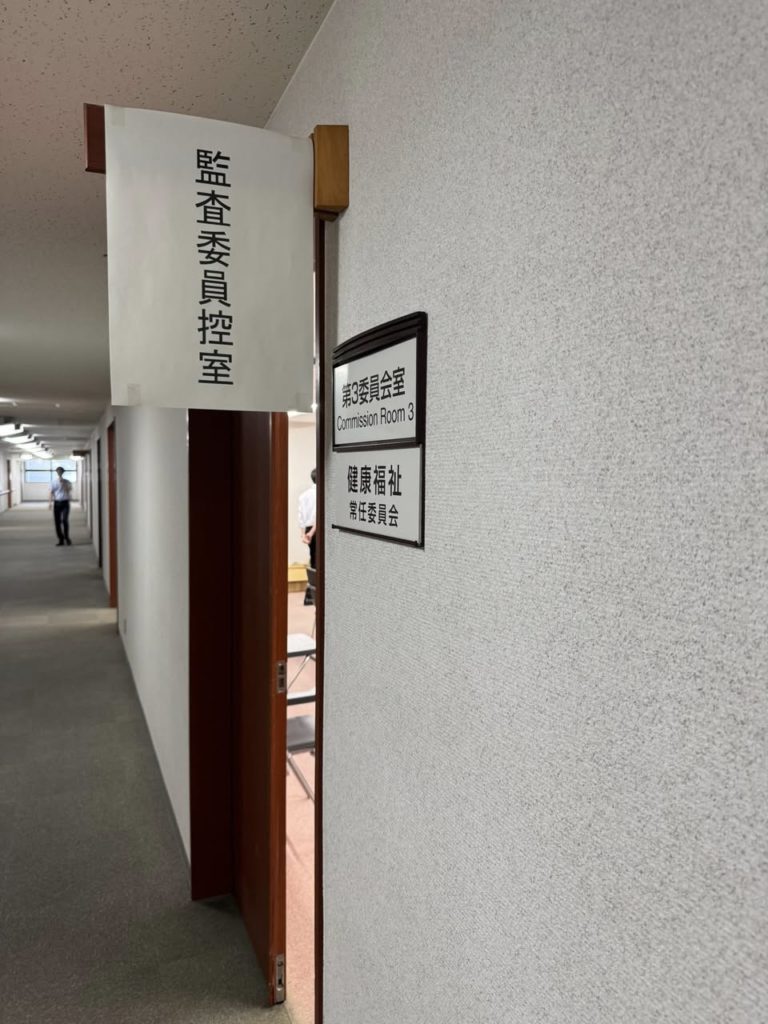 監査委員控室
第3委員会室
Commission Room 3
健康福祉
常任委員会